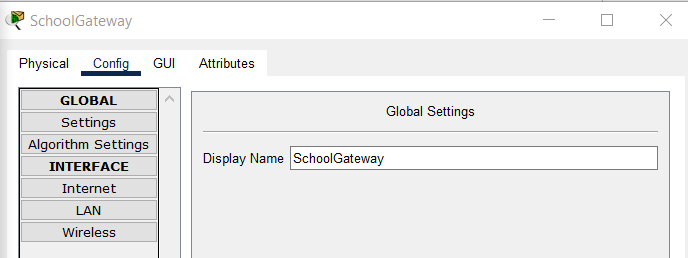 SchoolGateway
Physical Config GUI Attributes
GLOBAL
Settings
Algorithm Settings
INTERFACE
Internet
LAN
Wireless
Global Settings
Display Name SchoolGateway